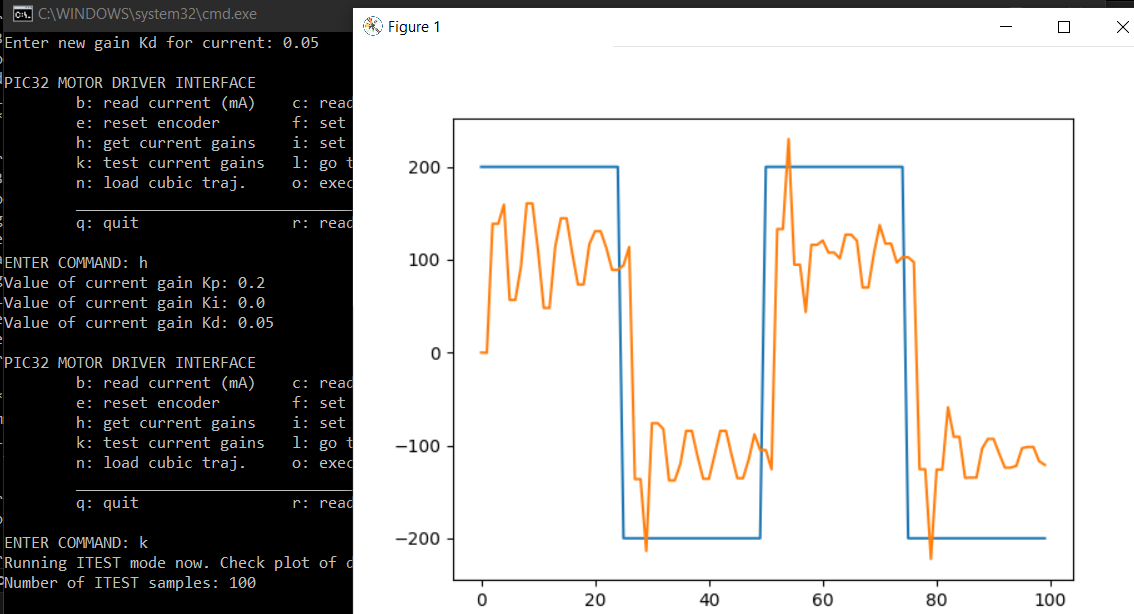 C:\WINDOWS\system32\cmd.exe
Enter new gain Kd for current: 0.05
PIC32 MOTOR DRIVER INTERFACE
b: read current (mA) c: read
e: reset encoder f: set
h: get current gains i: set
k: test current gains l: go t
n: load cubic traj. o: exec
q: quit r: read
ENTER COMMAND: h
Value of current gain Kp: 0.2
Value of current gain Ki: 0.0
Value of current gain Kd: 0.05
PIC32 MOTOR DRIVER INTERFACE
b: read current (mA) c: read
e: reset encoder f: set
h: get current gains i: set
k: test current gains l: go t
n: load cubic traj. o: exec
q: quit r: read
ENTER COMMAND: k
Running ITEST mode now. Check plot of d
Number of ITEST samples: 100
Figure 1
200
100
0
−100
−200
0 20 40 60 80 100